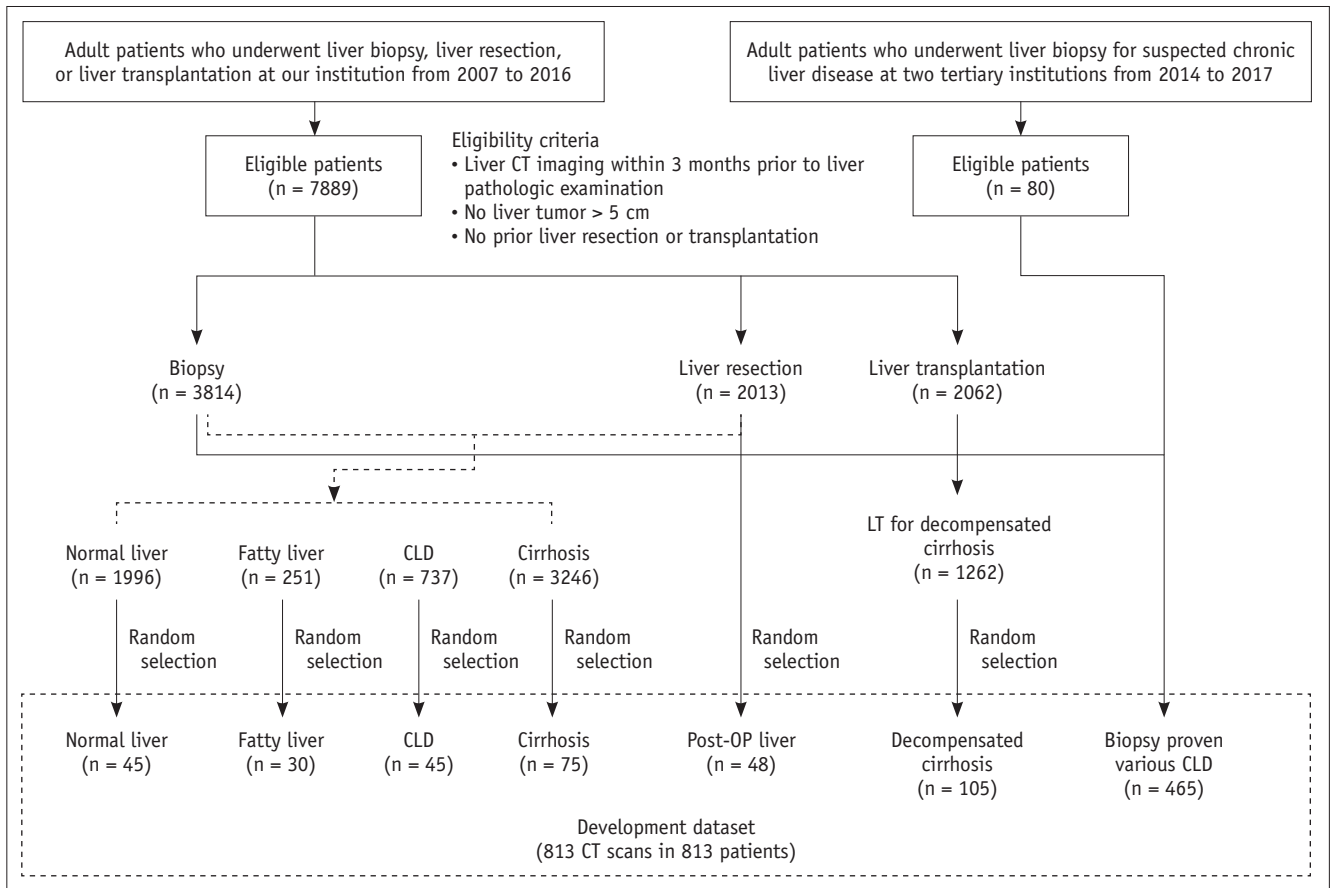 Adult patients who underwent liver biopsy, liver resection,
or liver transplantation at our institution from 2007 to 2016
Adult patients who underwent liver biopsy for suspected chronic
liver disease at two tertiary institutions from 2014 to 2017
Eligible patients
(n = 7889)
Eligibility criteria
• Liver CT imaging within 3 months prior to liver
pathologic examination
• No liver tumor > 5 cm
• No prior liver resection or transplantation
Eligible patients
(n = 80)
Biopsy
(n = 3814)
Liver resection
(n = 2013)
Liver transplantation
(n = 2062)
Normal liver
(n = 1996)
Fatty liver
(n = 251)
CLD
(n = 737)
Cirrhosis
(n = 3246)
LT for decompensated
cirrhosis
(n = 1262)
Random
selection
Random
selection
Random
selection
Random
selection
Random
selection
Random
selection
Normal liver
(n = 45)
Fatty liver
(n = 30)
CLD
(n = 45)
Cirrhosis
(n = 75)
Post-OP liver
(n = 48)
Decompensated
cirrhosis
(n = 105)
Biopsy proven
various CLD
(n = 465)
Development dataset
(813 CT scans in 813 patients)